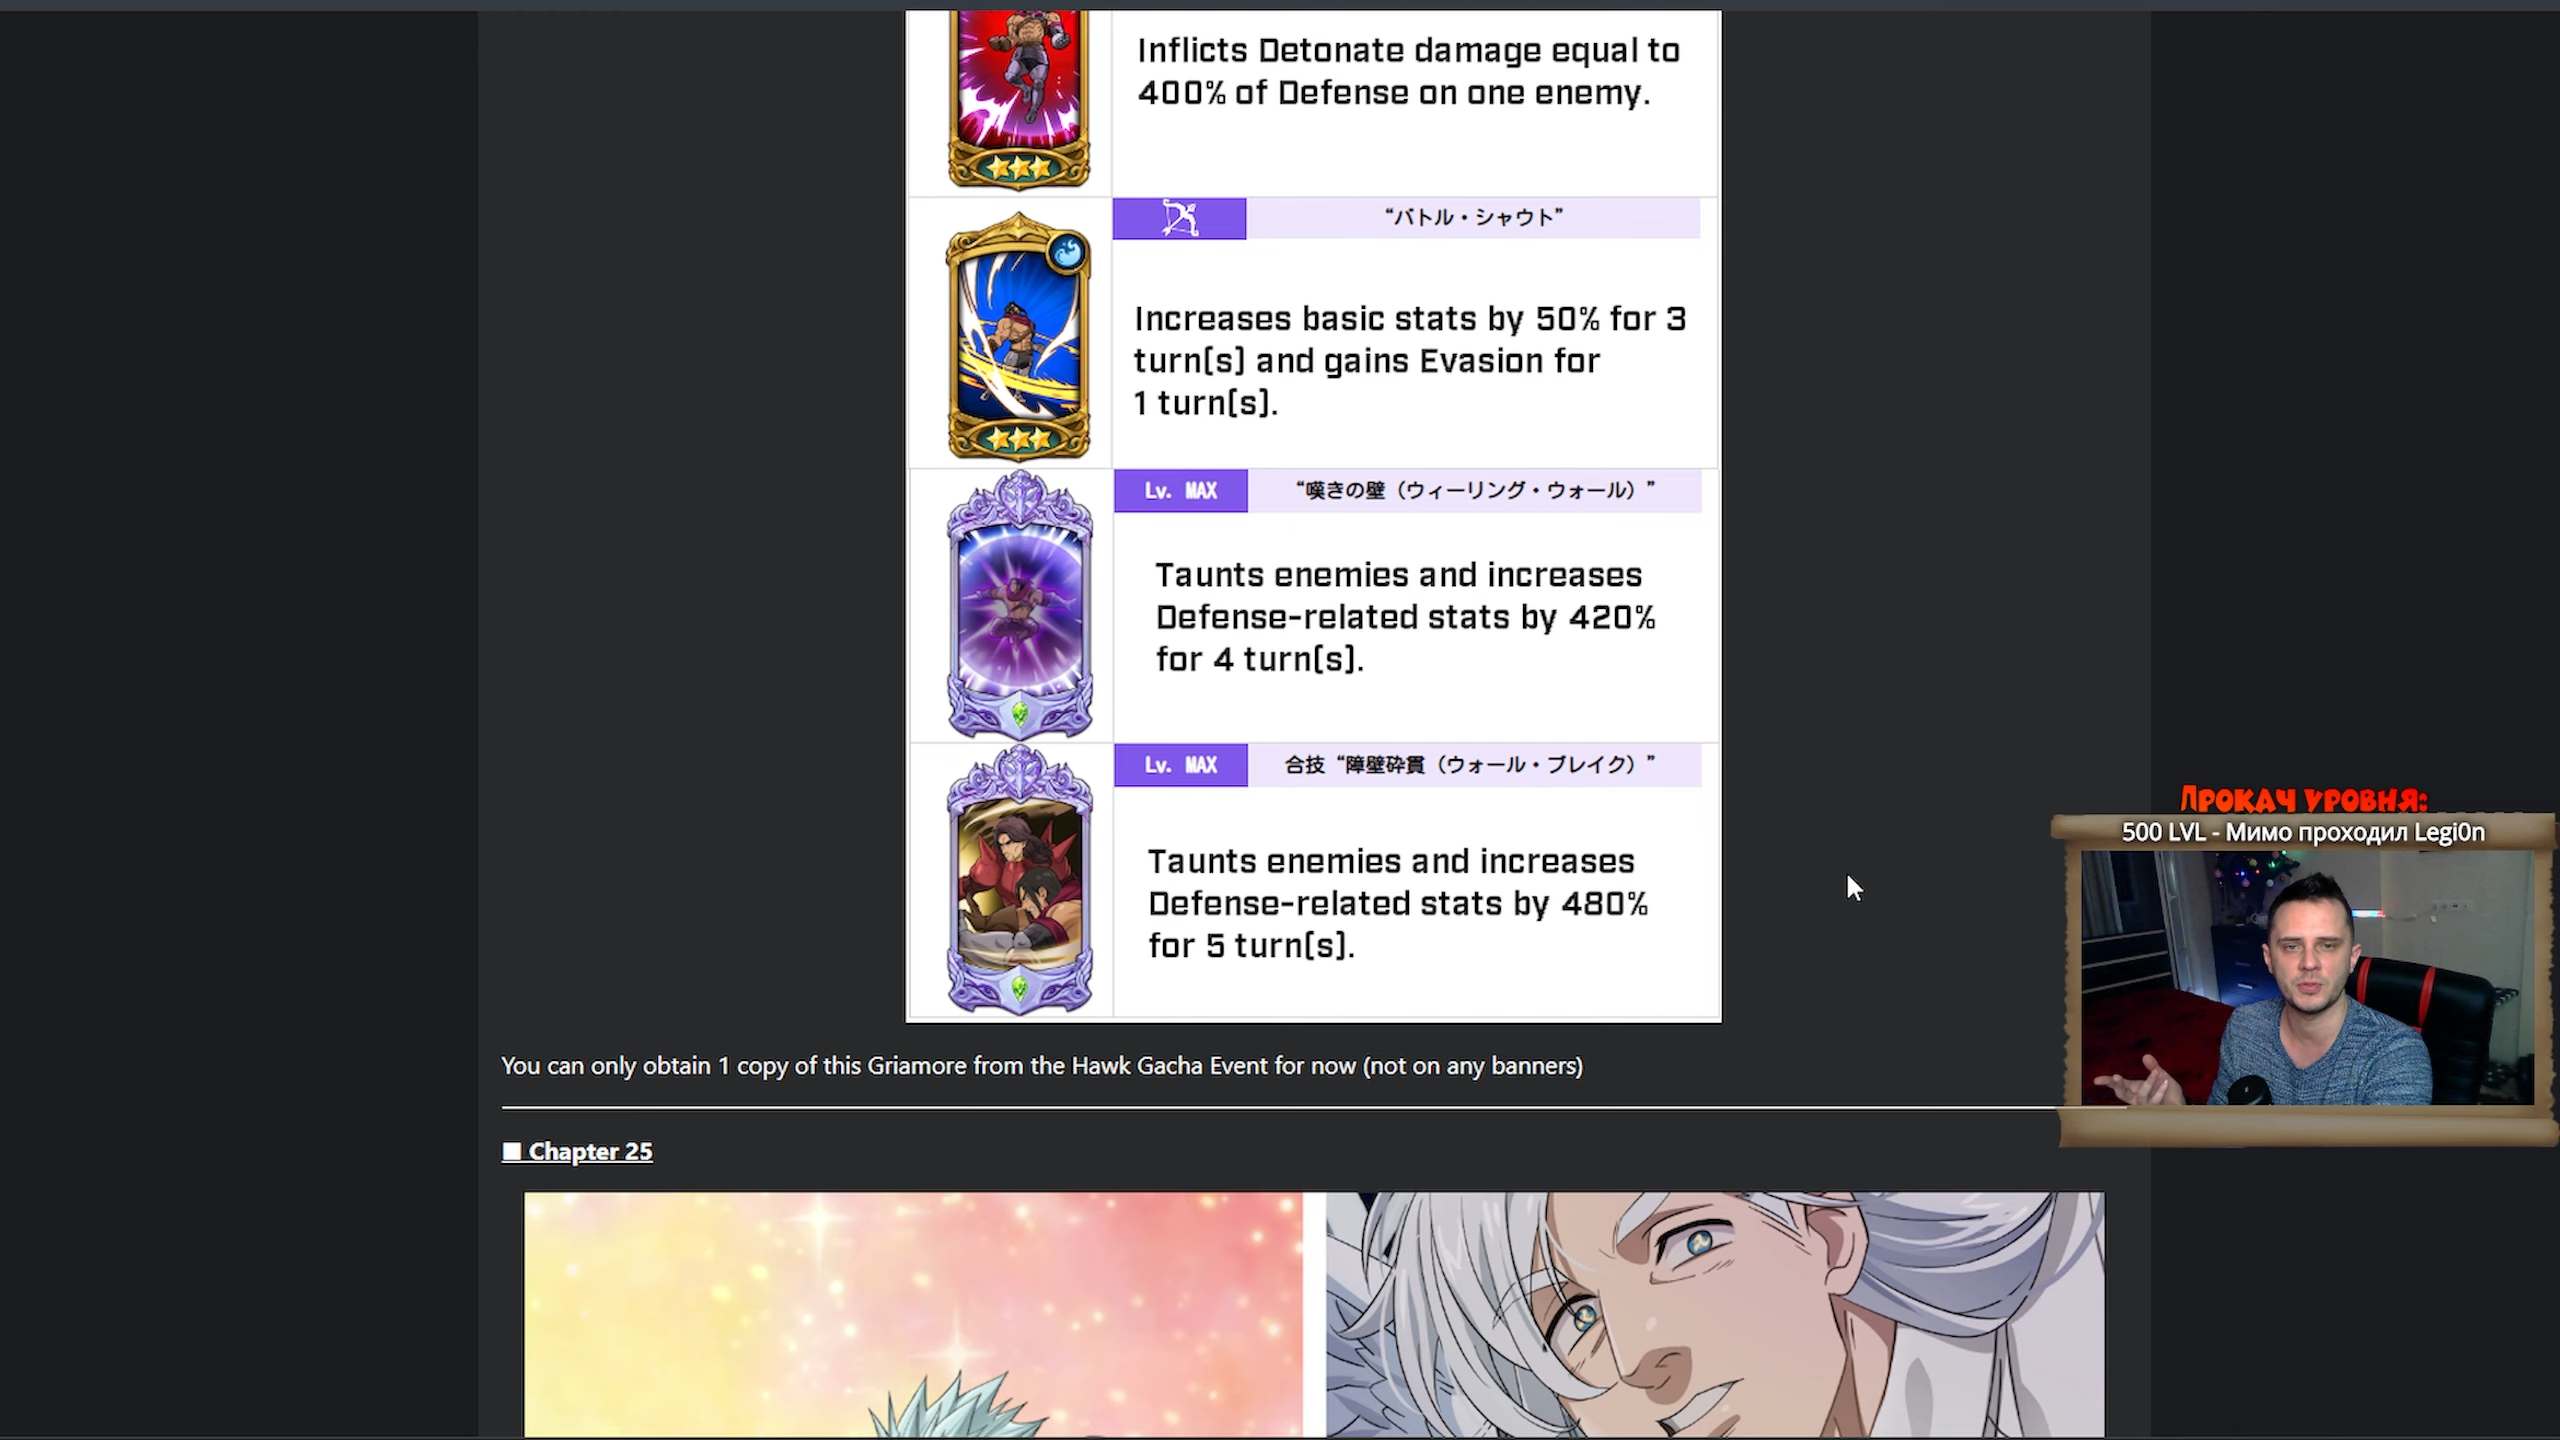 Inflicts Detonate damage equal to
400% of Defense on one enemy.
“バトル・シャウト”
Increases basic stats by 50% for 3
turn(s) and gains Evasion for
1 turn(s).
Lv. MAX “嘆きの壁（ウィーリング・ウォール）”
Taunts enemies and increases
Defense-related stats by 420%
for 4 turn(s).
Lv. MAX 合技“障壁砕貫（ウォール・ブレイク）”
Taunts enemies and increases
Defense-related stats by 480%
for 5 turn(s).
ПРОКАЧ УРОВНЯ:
500 LVL - Мимо проходил Legi0n
You can only obtain 1 copy of this Griamore from the Hawk Gacha Event for now (not on any banners)
■ Chapter 25